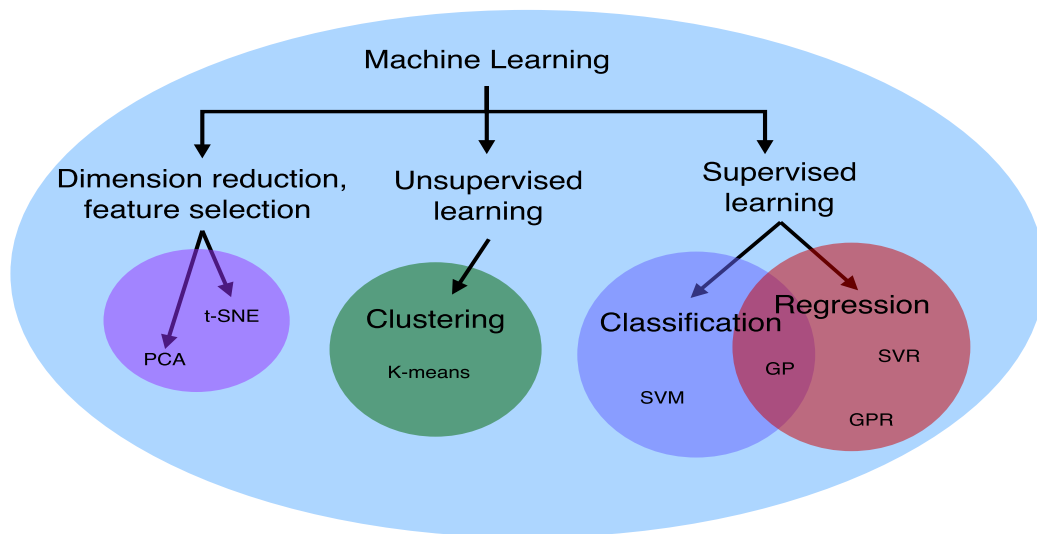 Machine Learning
Dimension reduction,
feature selection
Unsupervised
learning
Supervised
learning
t-SNE
PCA
Clustering
K-means
Classification
Regression
GP
SVR
SVM
GPR